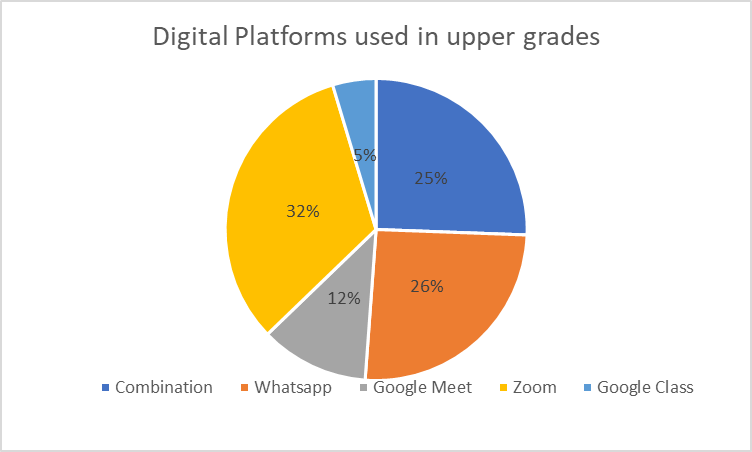 Digital Platforms used in upper grades
5%
25%
32%
26%
12%
Combination Whatsapp Google Meet Zoom Google Class